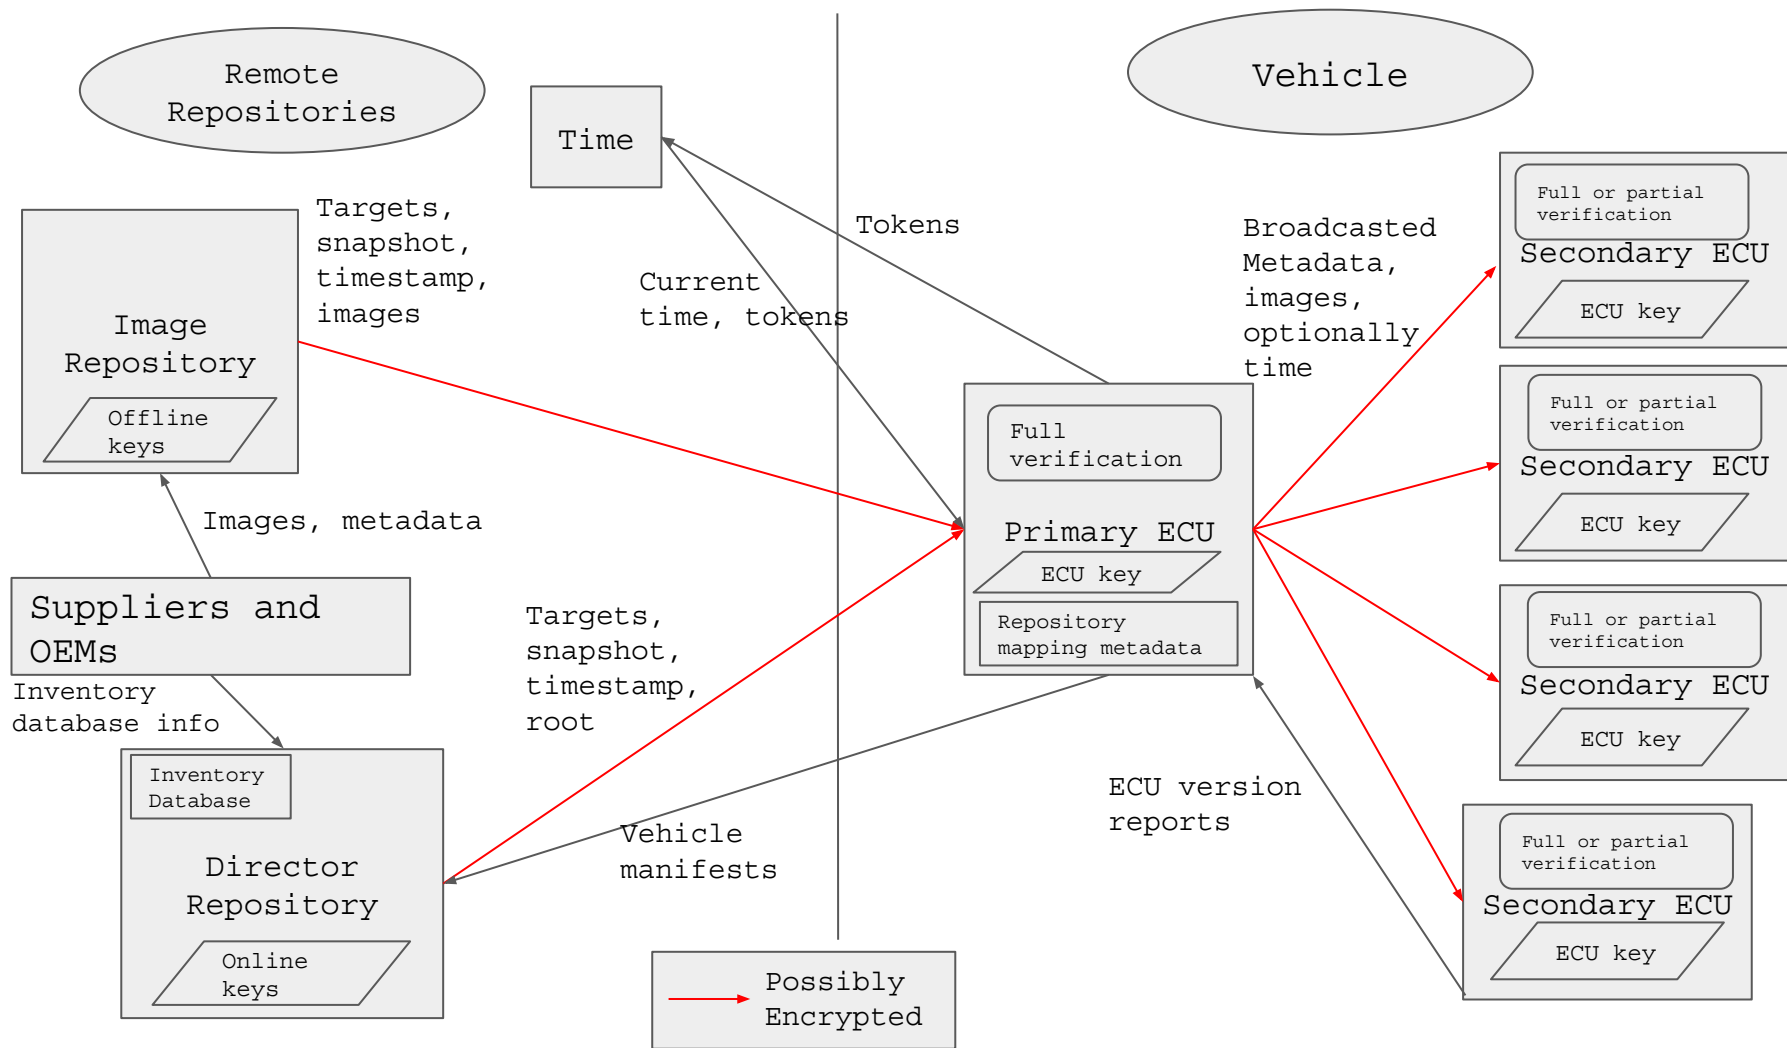 Remote
Repositories
Vehicle
Time
Targets,
snapshot,
timestamp,
images
Tokens
Current
time, tokens
Broadcasted
Metadata,
images,
optionally
time
Image
Repository
Offline
keys
Images, metadata
Suppliers and
OEMs
Inventory
database info
Inventory
Database
Director
Repository
Online
keys
Targets,
snapshot,
timestamp,
root
Vehicle
manifests
Full
verification
Primary ECU
ECU key
Repository
mapping metadata
ECU version
reports
Full or partial
verification
Secondary ECU
ECU key
Full or partial
verification
Secondary ECU
ECU key
Full or partial
verification
Secondary ECU
ECU key
Full or partial
verification
Secondary ECU
ECU key
Possibly
Encrypted